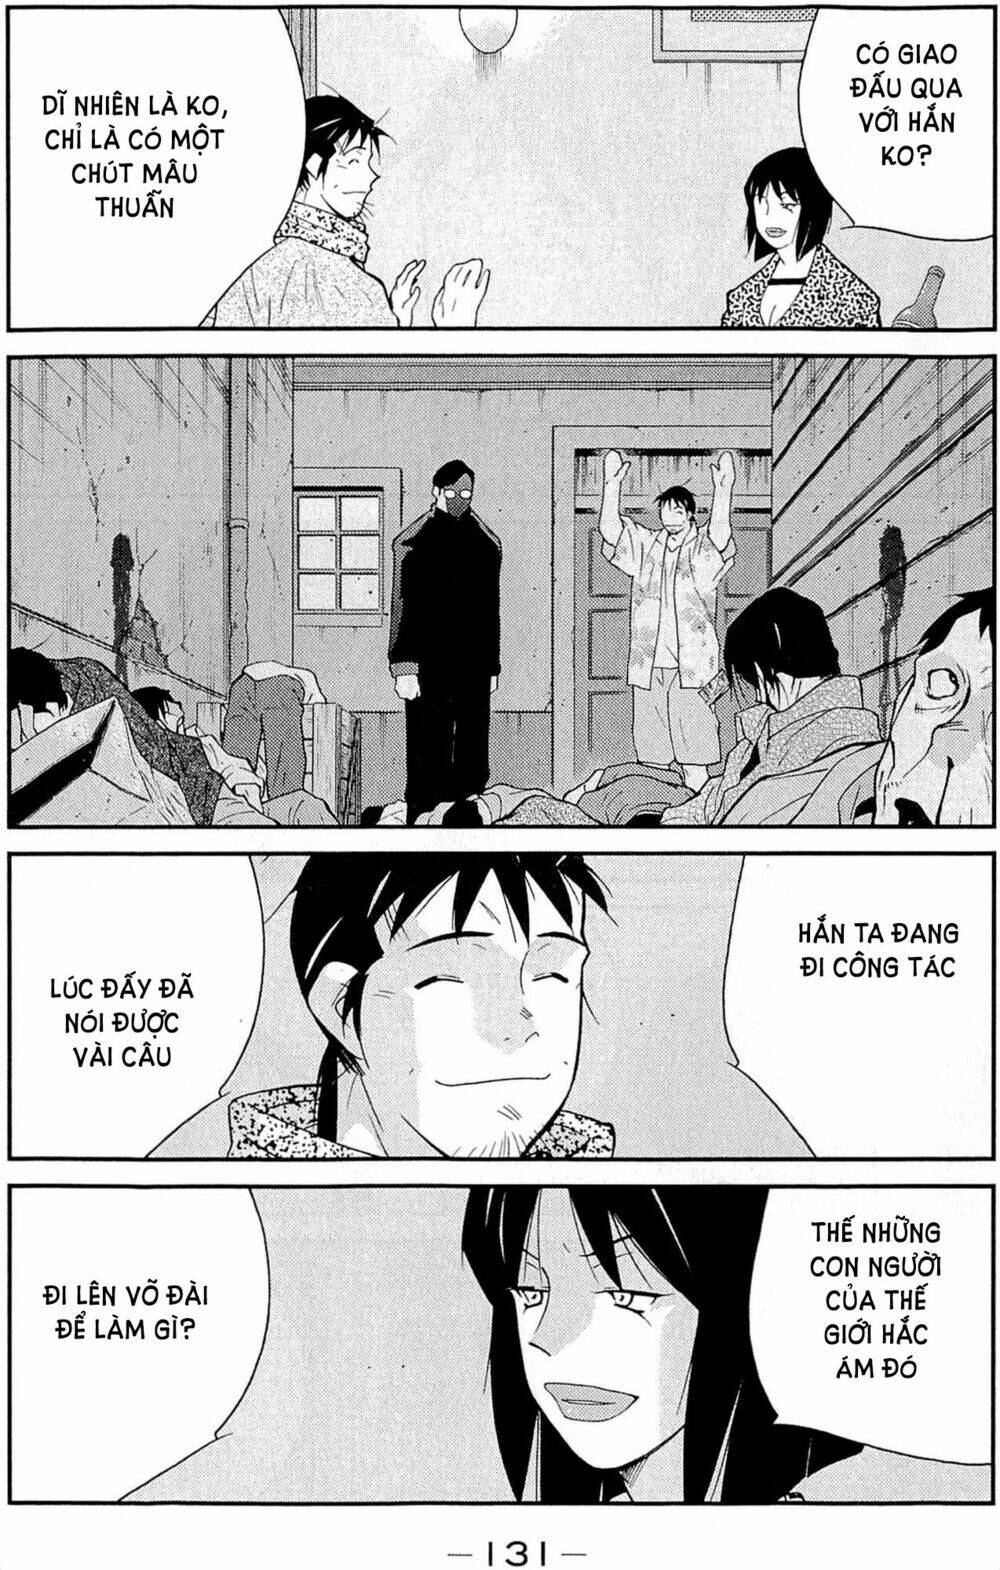 CÓ GIAO
ĐẤU QUA
VỚI HẮN
KO?
DĨ NHIÊN LÀ KO,
CHỈ LÀ CÓ MỘT
CHÚT MÂU
THUẪN
HẮN TA ĐANG
ĐI CÔNG TÁC
LÚC ĐẤY ĐÃ
NÓI ĐƯỢC
VÀI CÂU
THẾ NHỮNG
CON NGƯỜI
CỦA THẾ
GIỚI HẮC
ÁM ĐÓ
ĐI LÊN VÕ ĐÀI
ĐỂ LÀM GÌ?
— 131 —